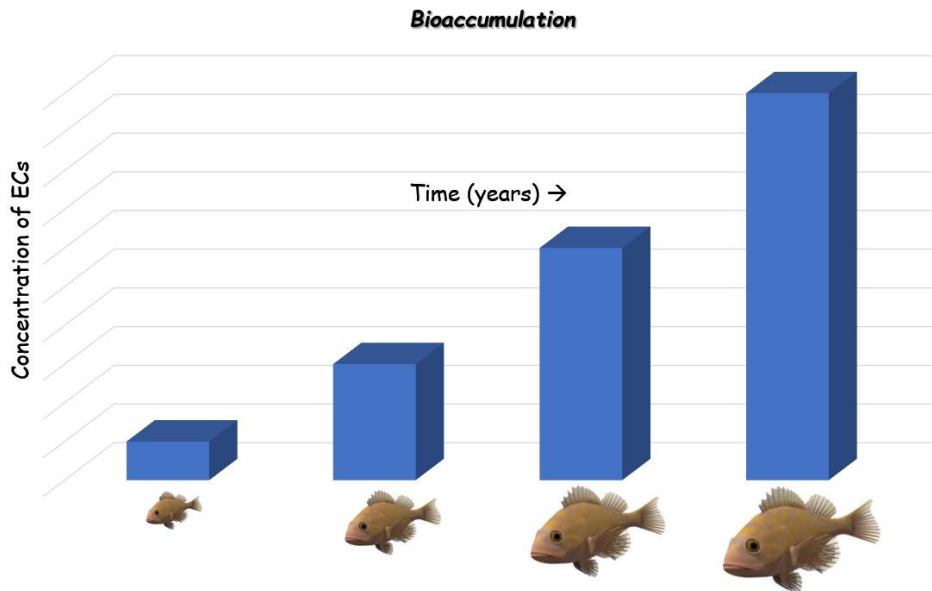 Bioaccumulation
Concentration of ECs
Time (years) →